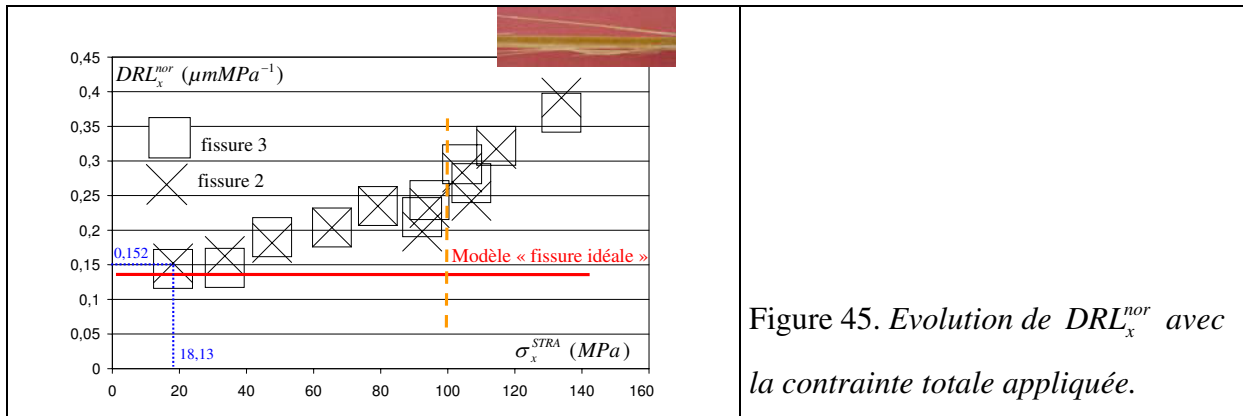 0,45
DRL_x^{nor} (μmMPa^{-1})
0,4
0,35
fissure 3
0,3
fissure 2
0,25
0,2
0,152
Modèle « fissure idéale »
0,15
0,1
0,05
18,13
σ_x^{STRA} (MPa)
0
0 20 40 60 80 100 120 140 160
Figure 45. Evolution de DRL_x^{nor} avec
la contrainte totale appliquée.